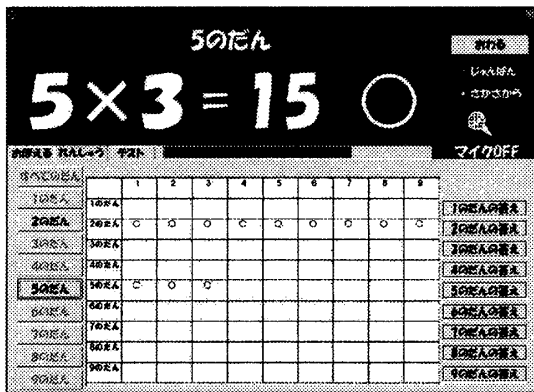 5のだん
おわる
5×3=15 ○
・じゅんばん
・さかさから
マイクOFF
おぼえる れんしゅう テスト
すべてのだん
1のだん
2のだん
3のだん
4のだん
5のだん
6のだん
7のだん
8のだん
9のだん
1 2 3 4 5 6 7 8 9
1のだん
2のだん ○ ○ ○ ○ ○ ○ ○ ○ ○
3のだん
4のだん
5のだん ○ ○ ○
6のだん
7のだん
8のだん
9のだん
1のだんの答え
2のだんの答え
3のだんの答え
4のだんの答え
5のだんの答え
6のだんの答え
7のだんの答え
8のだんの答え
9のだんの答え